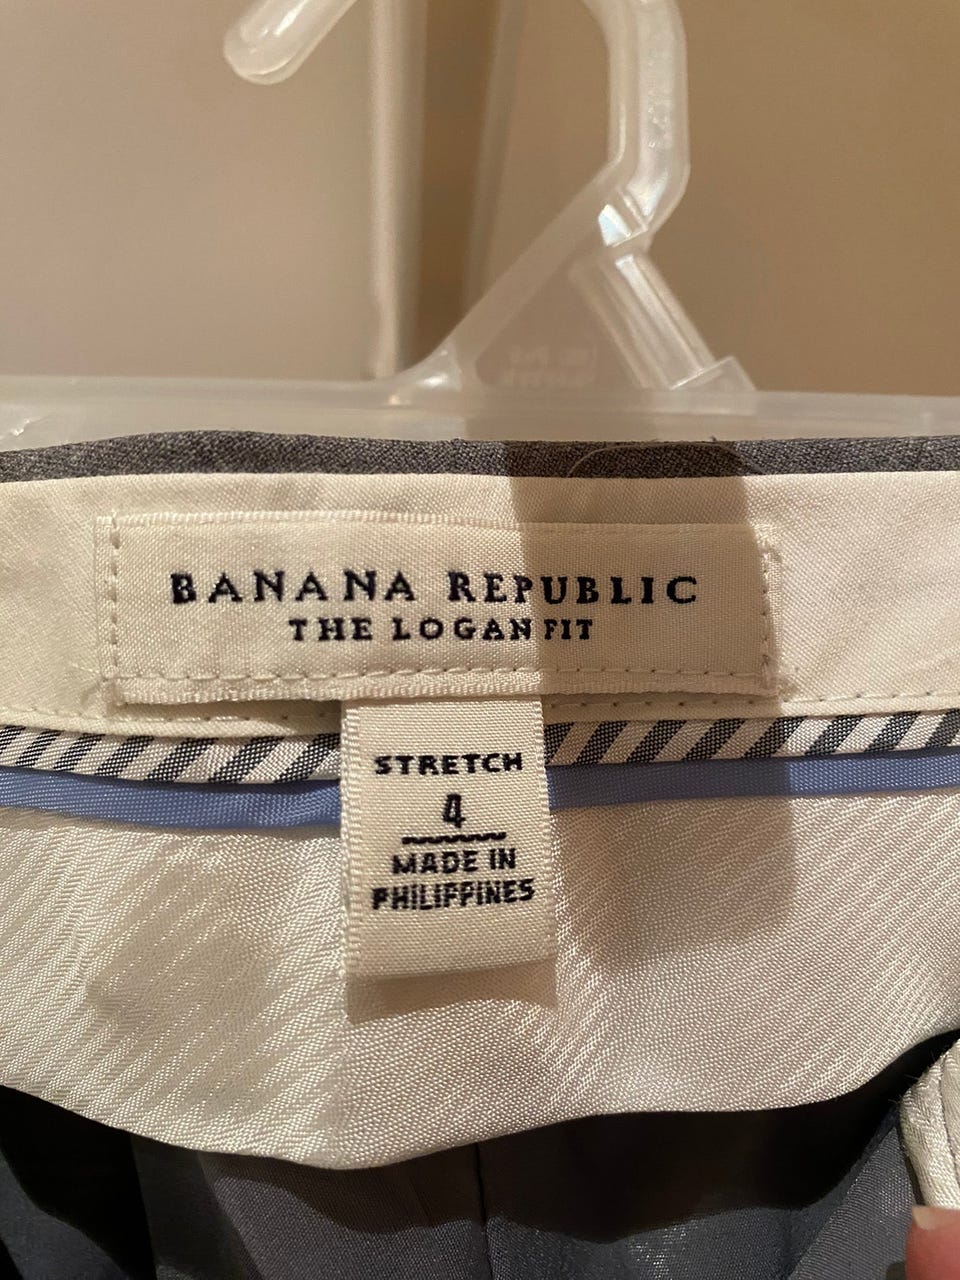 BANANA REPUBLIC
THE LOGAN FIT
STRETCH
4
MADE IN
PHILIPPINES